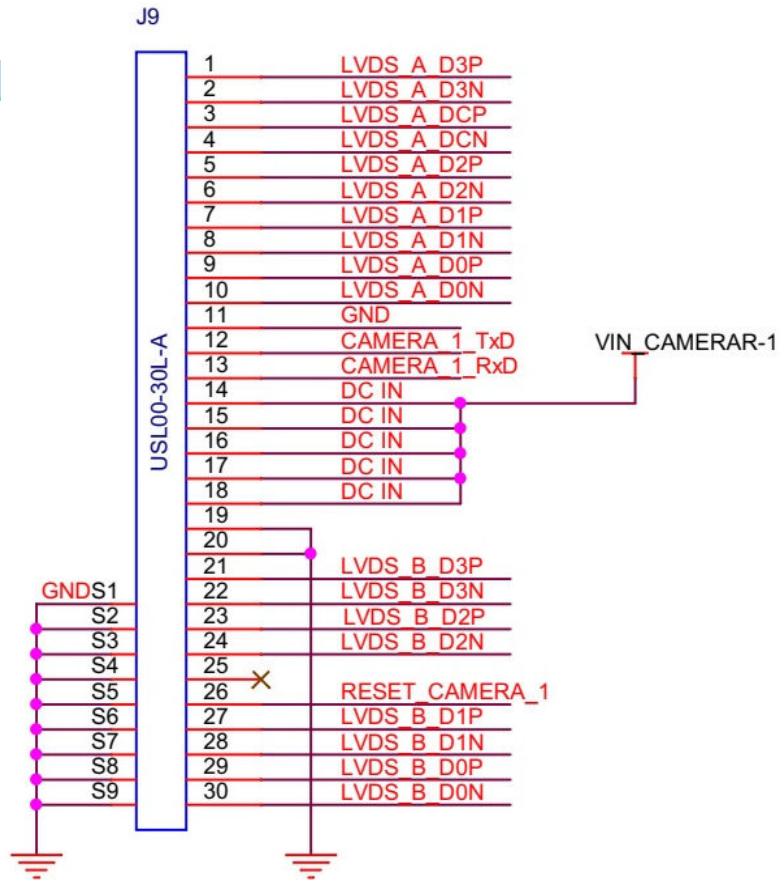 J9
1 LVDS_A_D3P
2 LVDS_A_D3N
3 LVDS_A_DCP
4 LVDS_A_DCN
5 LVDS_A_D2P
6 LVDS_A_D2N
7 LVDS_A_D1P
8 LVDS_A_D1N
9 LVDS_A_D0P
10 LVDS_A_D0N
11 GND
12 CAMERA_1_TxD
13 CAMERA_1_RxD
VIN_CAMERAR-1
14 DC IN
15 DC IN
16 DC IN
17 DC IN
18 DC IN
19
20
21 LVDS_B_D3P
GND S1 22 LVDS_B_D3N
S2 23 LVDS_B_D2P
S3 24 LVDS_B_D2N
S4 25
S5 26 RESET_CAMERA_1
S6 27 LVDS_B_D1P
S7 28 LVDS_B_D1N
S8 29 LVDS_B_D0P
S9 30 LVDS_B_D0N
USL00-30L-A